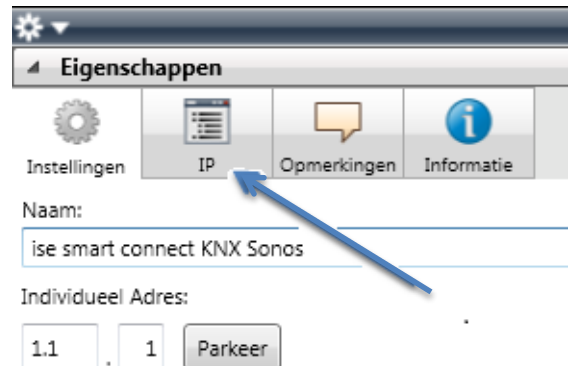 Eigenschappen
Instellingen IP Opmerkingen Informatie
Naam:
ise smart connect KNX Sonos
Individueel Adres:
1.1 . 1 Parkeer